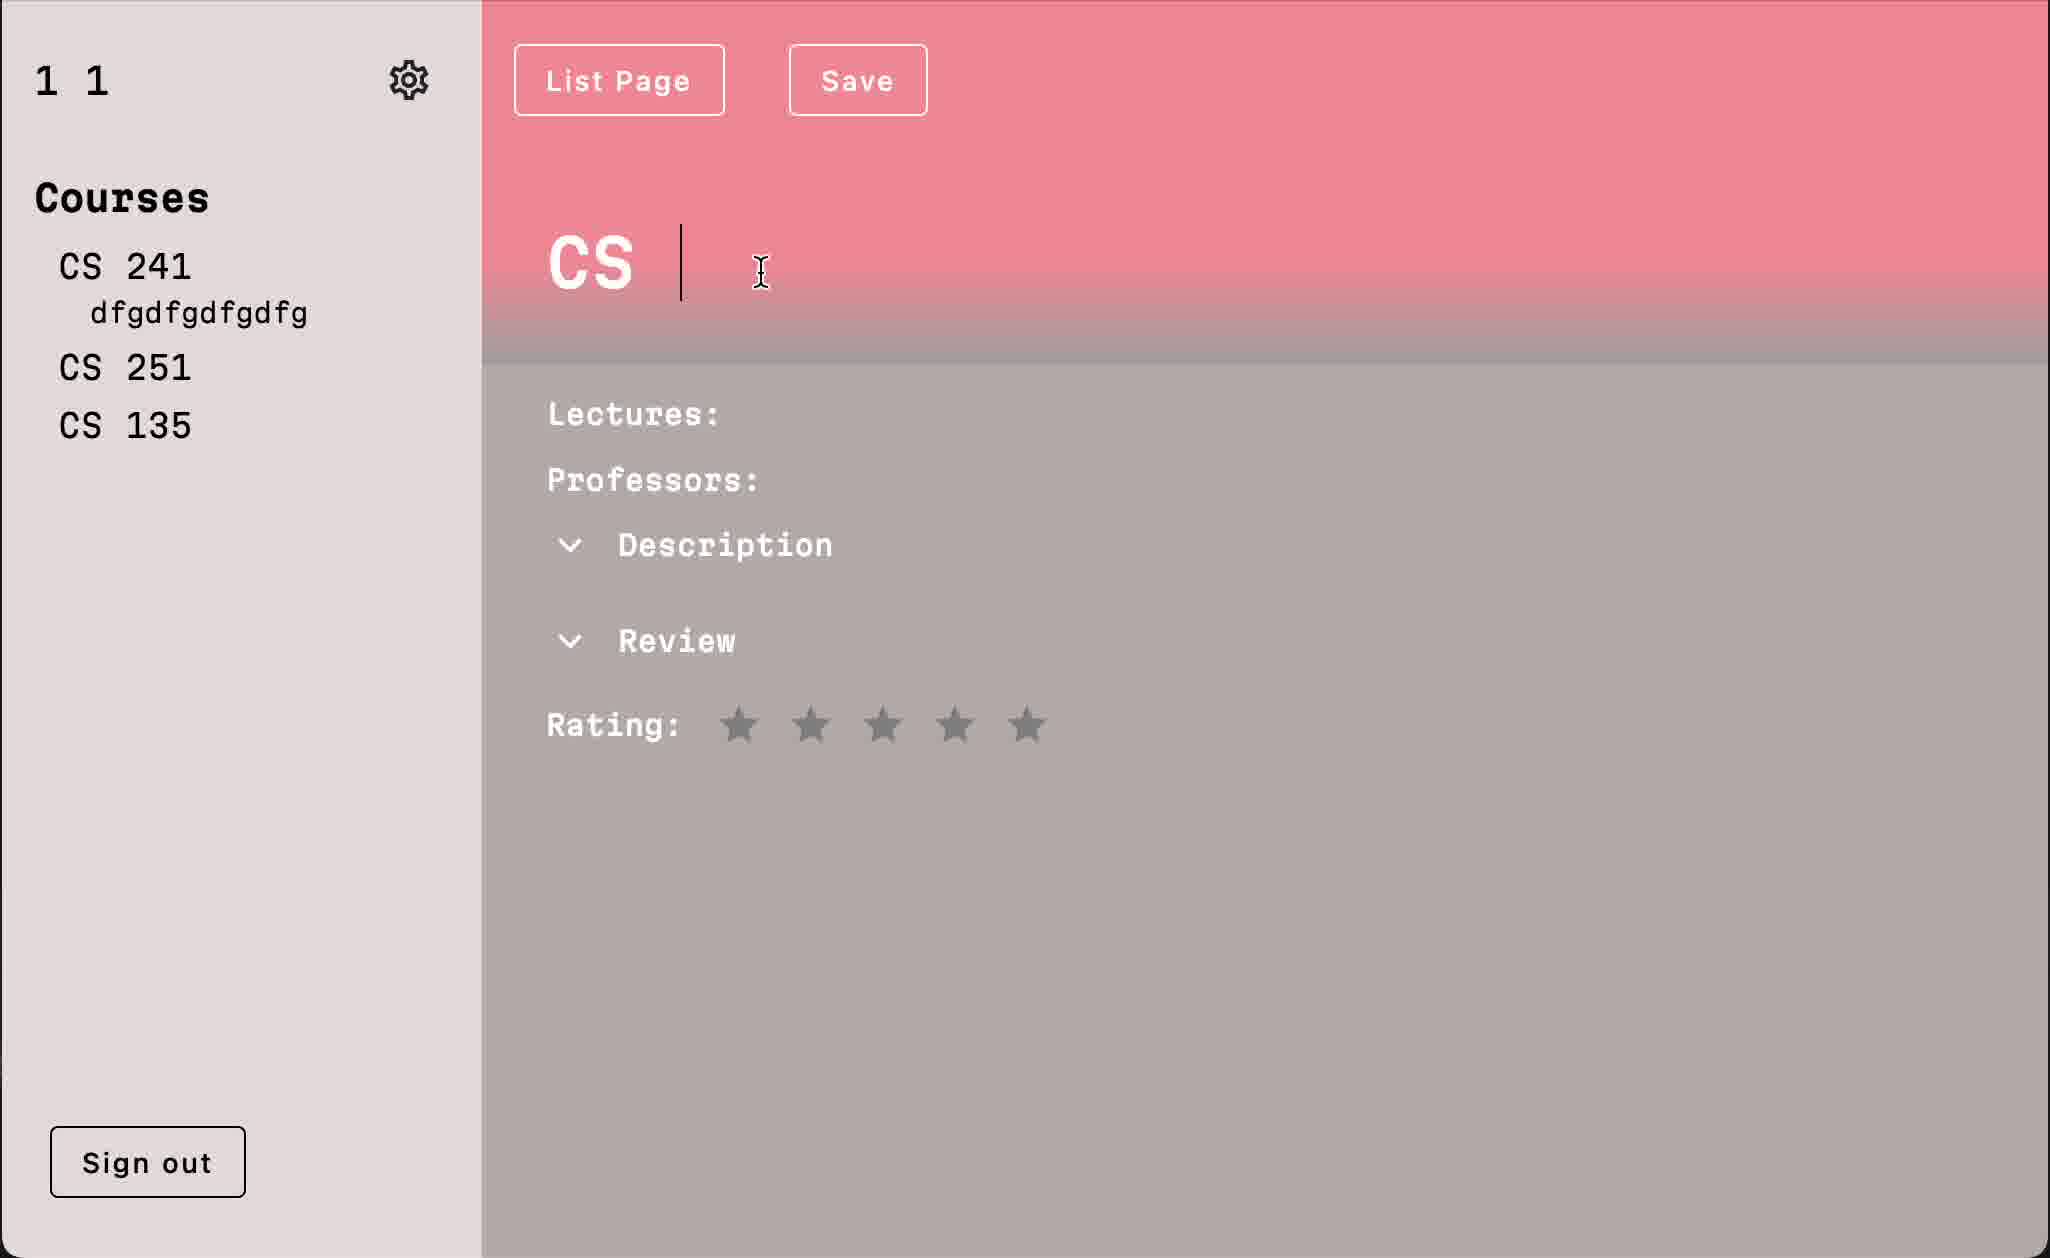 1 1
Courses
CS 241
dfgdfgdfgdfg
CS 251
CS 135
Sign out
List Page
Save
CS
Lectures:
Professors:
Description
Review
Rating: